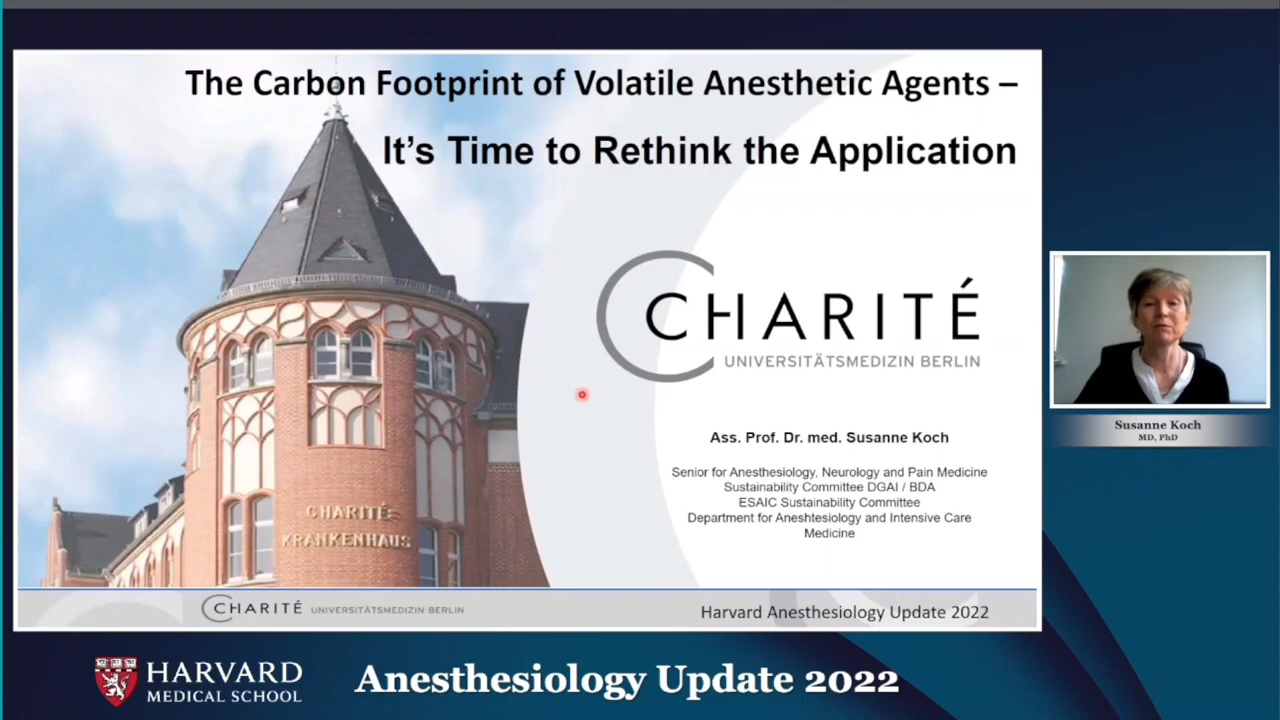 The Carbon Footprint of Volatile Anesthetic Agents –
It's Time to Rethink the Application
CHARITÉ
UNIVERSITÄTSMEDIZIN BERLIN
Ass. Prof. Dr. med. Susanne Koch
Senior for Anesthesiology, Neurology and Pain Medicine
Sustainability Committee DGAI / BDA
ESAIC Sustainability Committee
Department for Aneshtesiology and Intensive Care
Medicine
CHARITÉ
KRANKENHAUS
CHARITÉ UNIVERSITÄTSMEDIZIN BERLIN
Harvard Anesthesiology Update 2022
Susanne Koch
MD, PhD
HARVARD
MEDICAL SCHOOL
Anesthesiology Update 2022